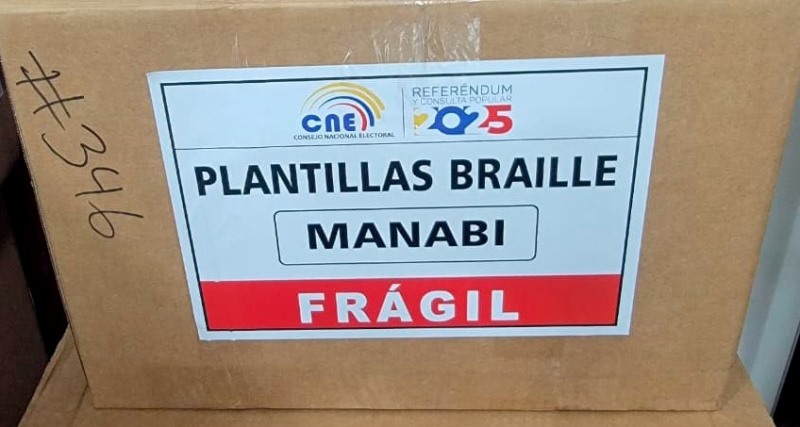 #346
CNE
CONSEJO NACIONAL ELECTORAL
REFERÉNDUM
Y CONSULTA POPULAR
2025
PLANTILLAS BRAILLE
MANABI
FRÁGIL